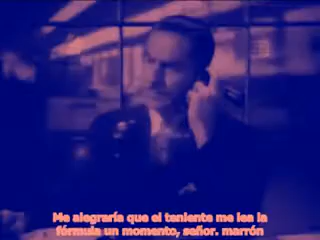 Me alegraría que el teniente me lea la
fórmula un momento, señor. marrón